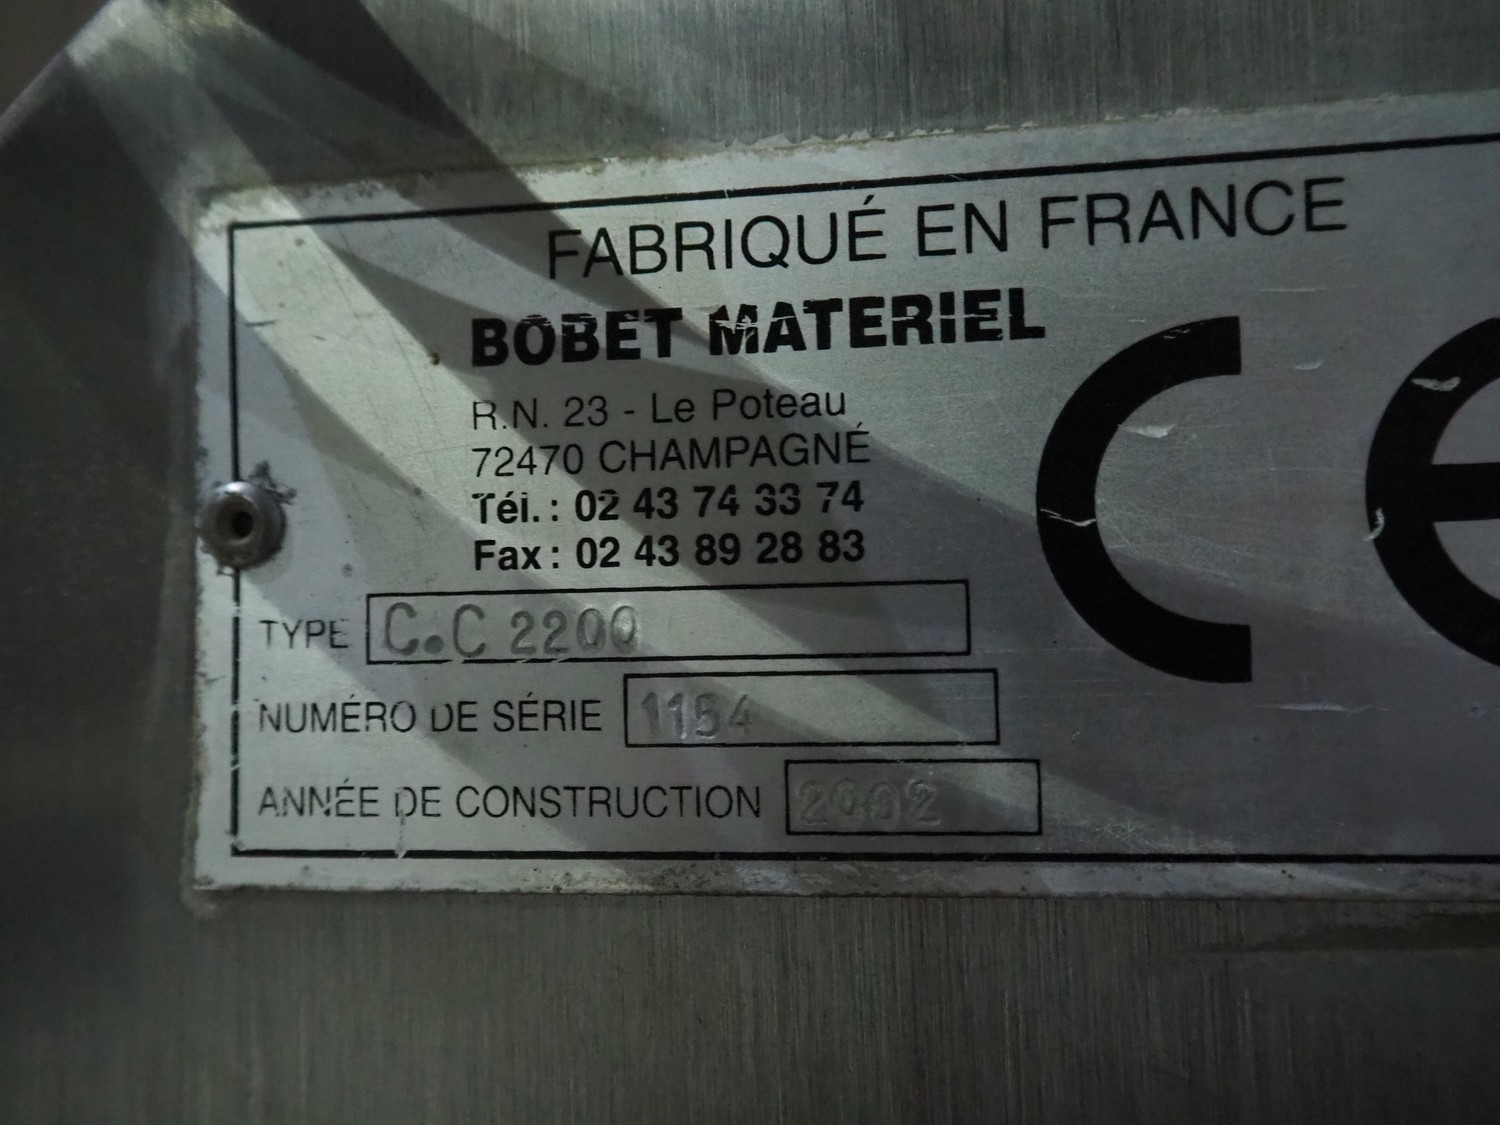 FABRIQUÉ EN FRANCE
BOBET MATERIEL
R.N. 23 - Le Poteau
72470 CHAMPAGNÉ
Tél. : 02 43 74 33 74
Fax : 02 43 89 28 83
CE
TYPE C.C 2200
NUMÉRO DE SÉRIE 1154
ANNÉE DE CONSTRUCTION 2002